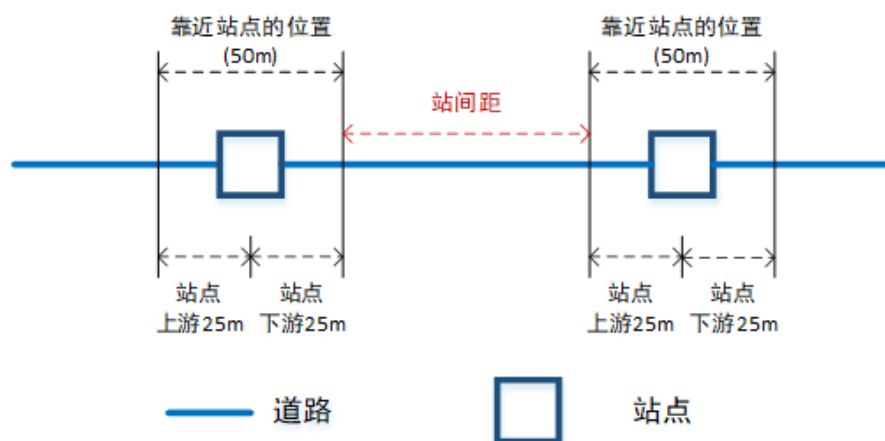 靠近站点的位置
(50m)
靠近站点的位置
(50m)
站间距
站点
上游25m
站点
下游25m
站点
上游25m
站点
下游25m
道路
站点